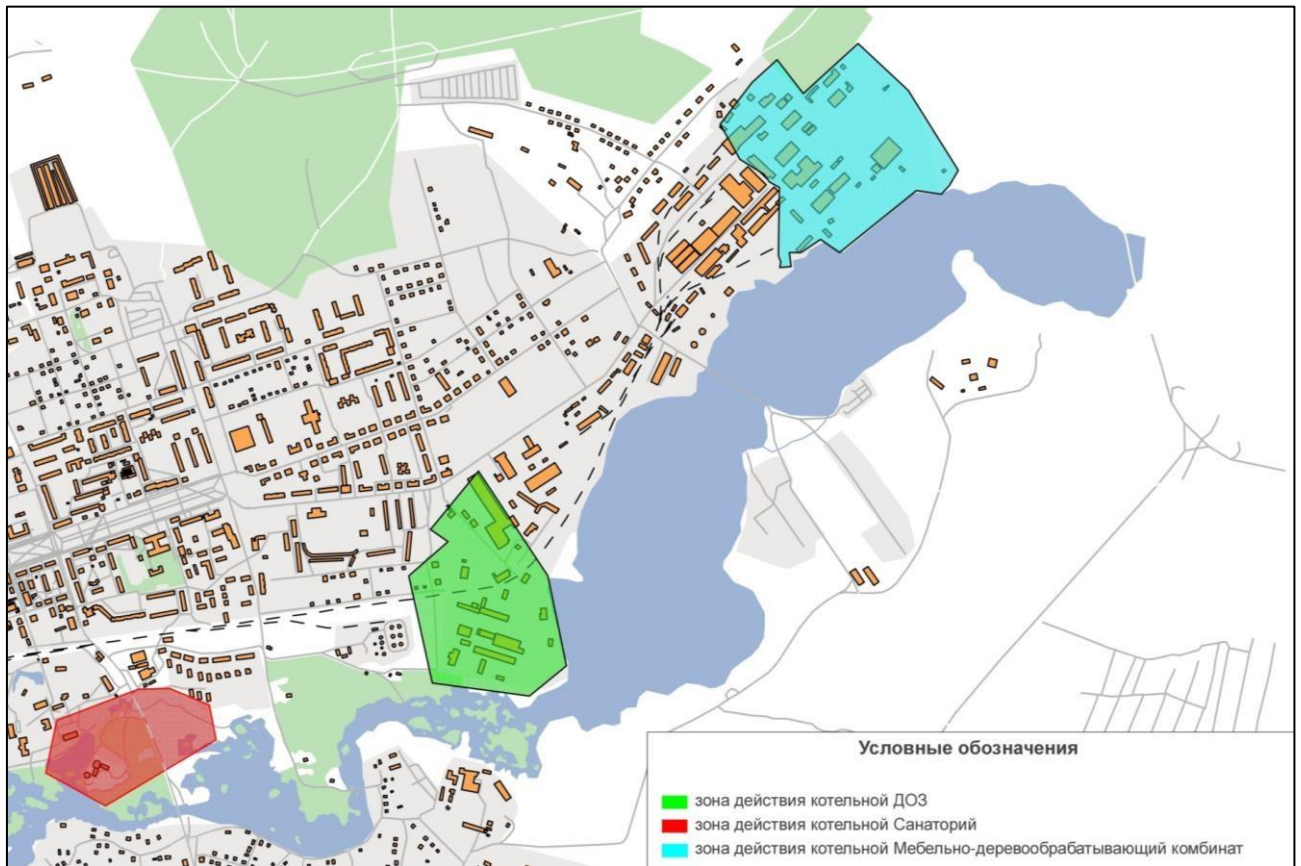 Условные обозначения
зона действия котельной ДОЗ
зона действия котельной Санаторий
зона действия котельной Мебельно-деревообрабатывающий комбинат